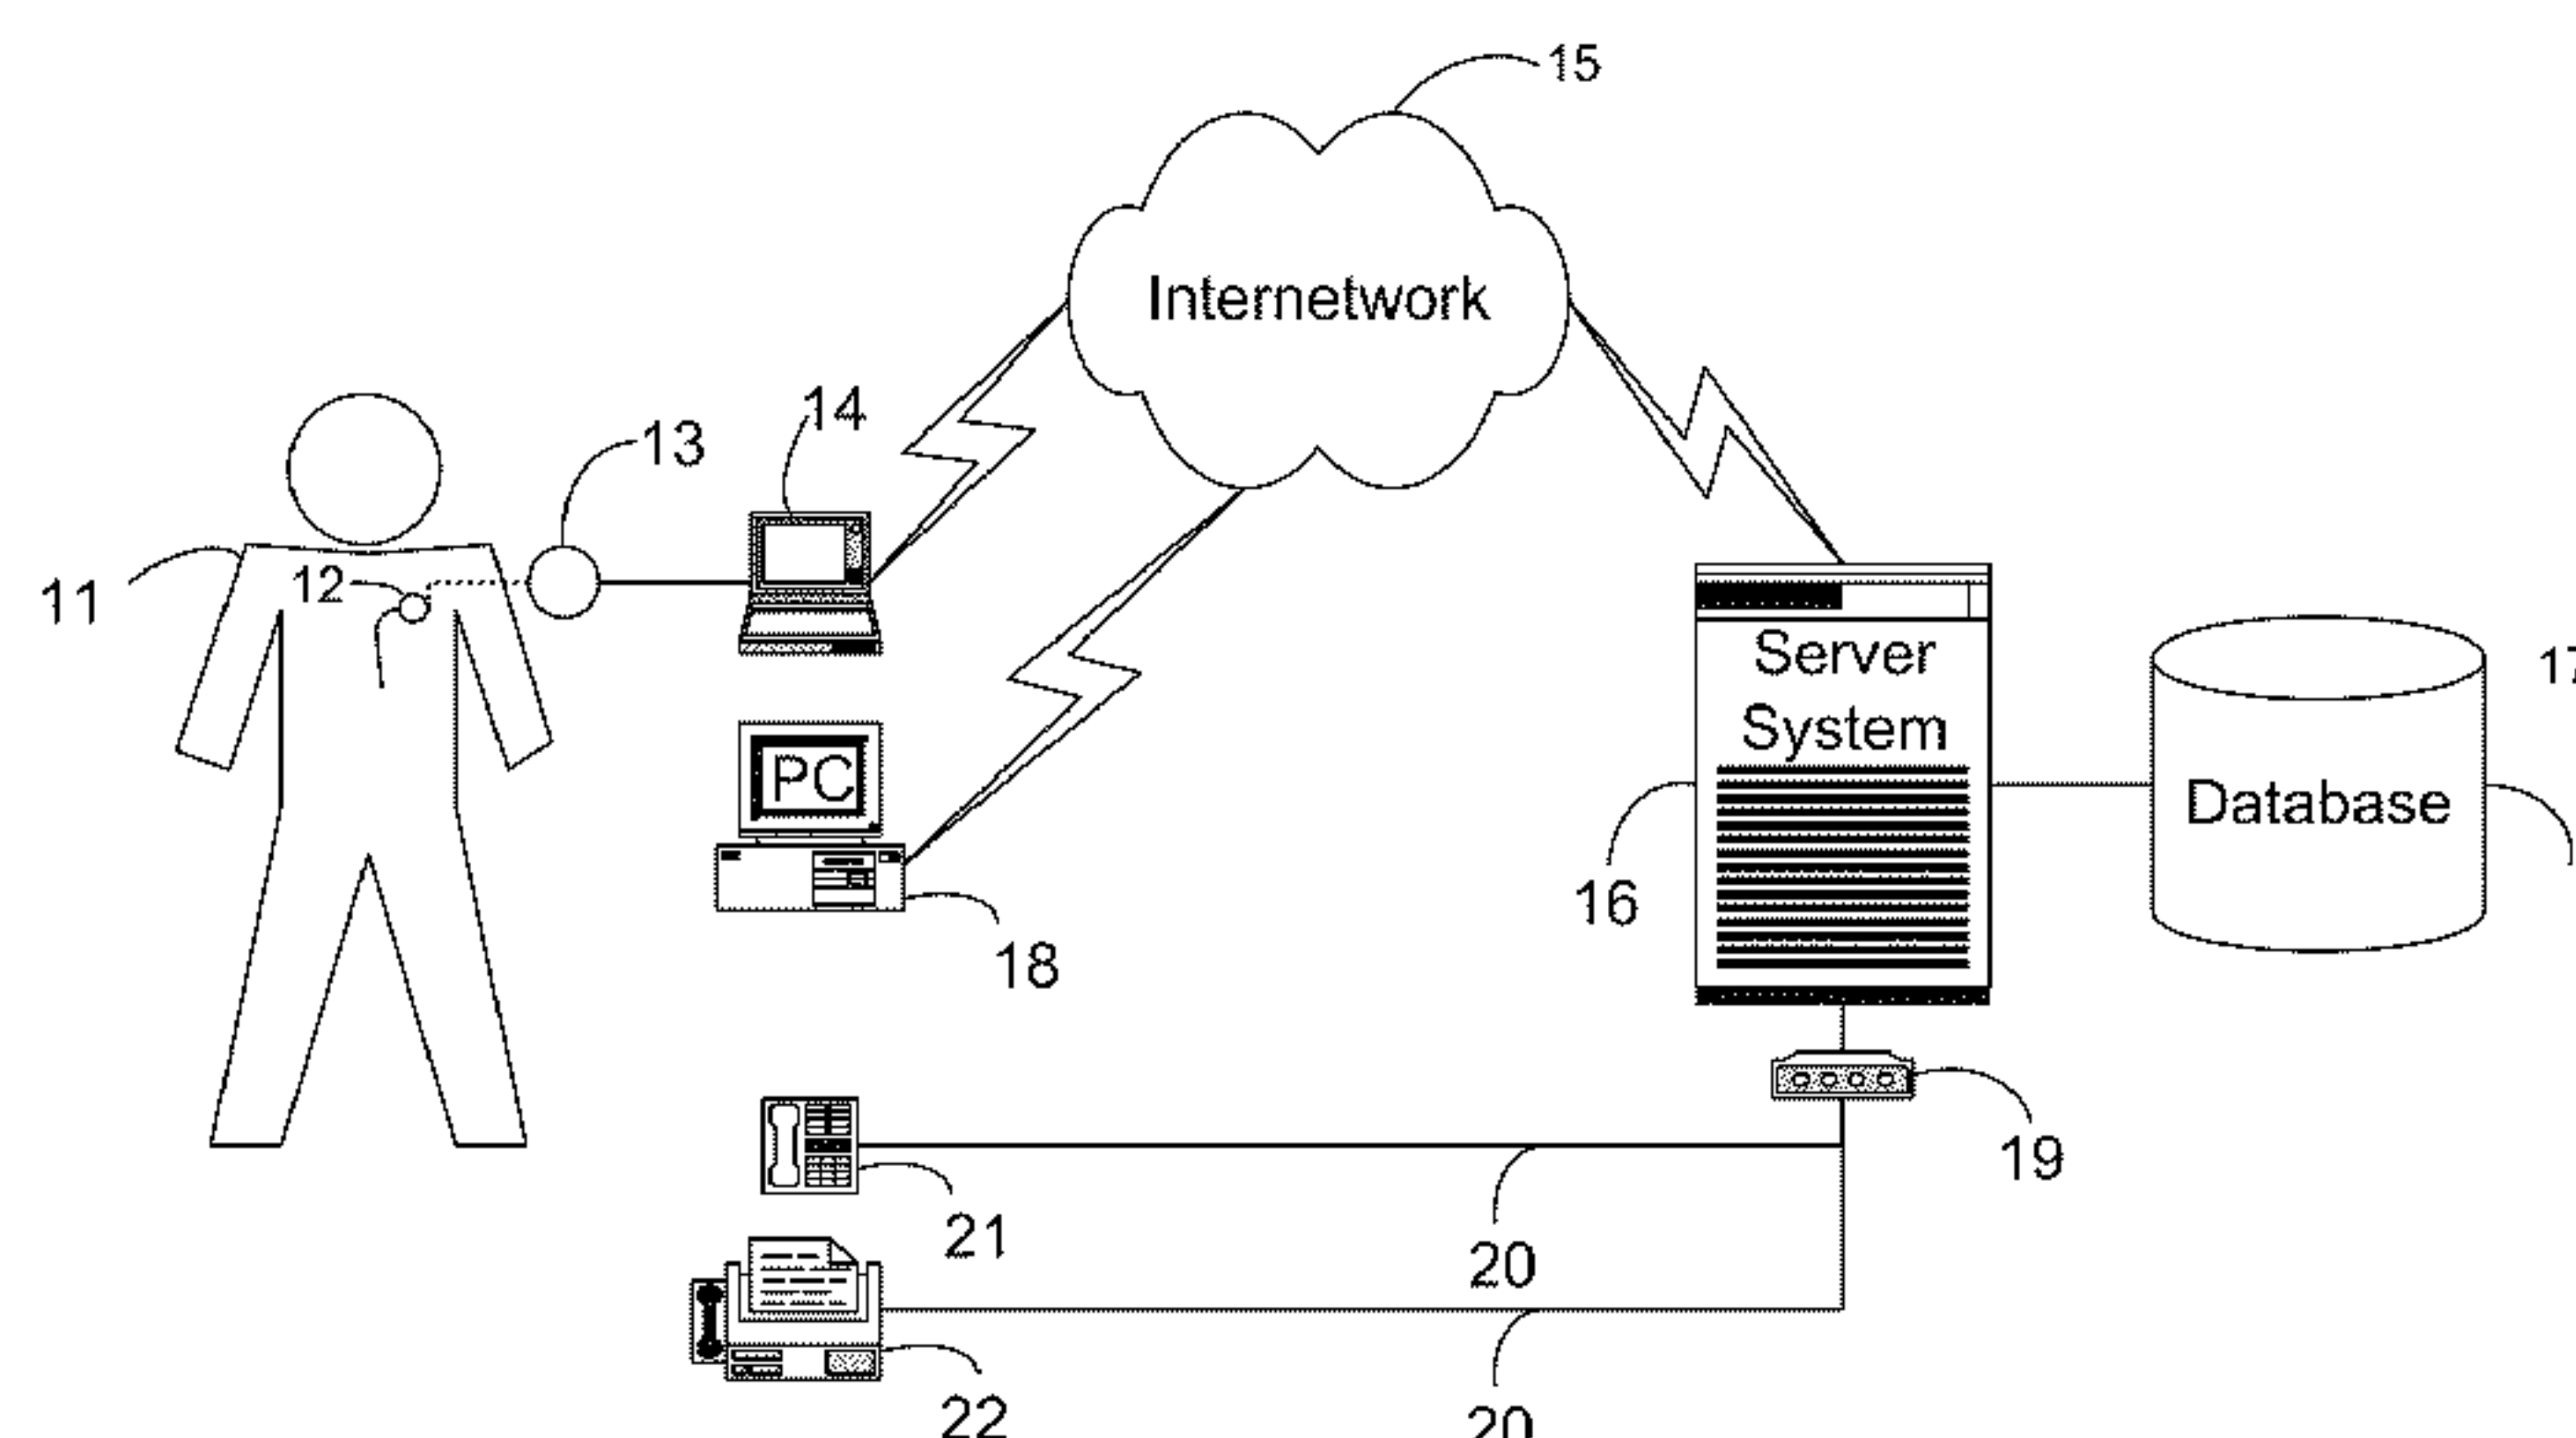 15
Internetwork
14
13
12
11
Server
System
17
PC
Database
16
18
19
21
20
22
20